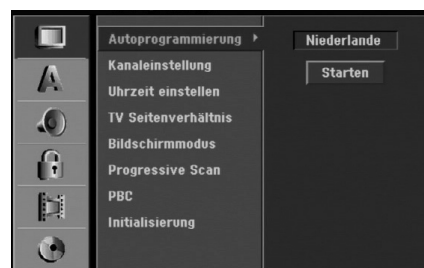 Autoprogrammierung
Niederlande
Kanaleinstellung
Starten
Uhrzeit einstellen
TV Seitenverhältnis
Bildschirmmodus
Progressive Scan
PBC
Initialisierung
A